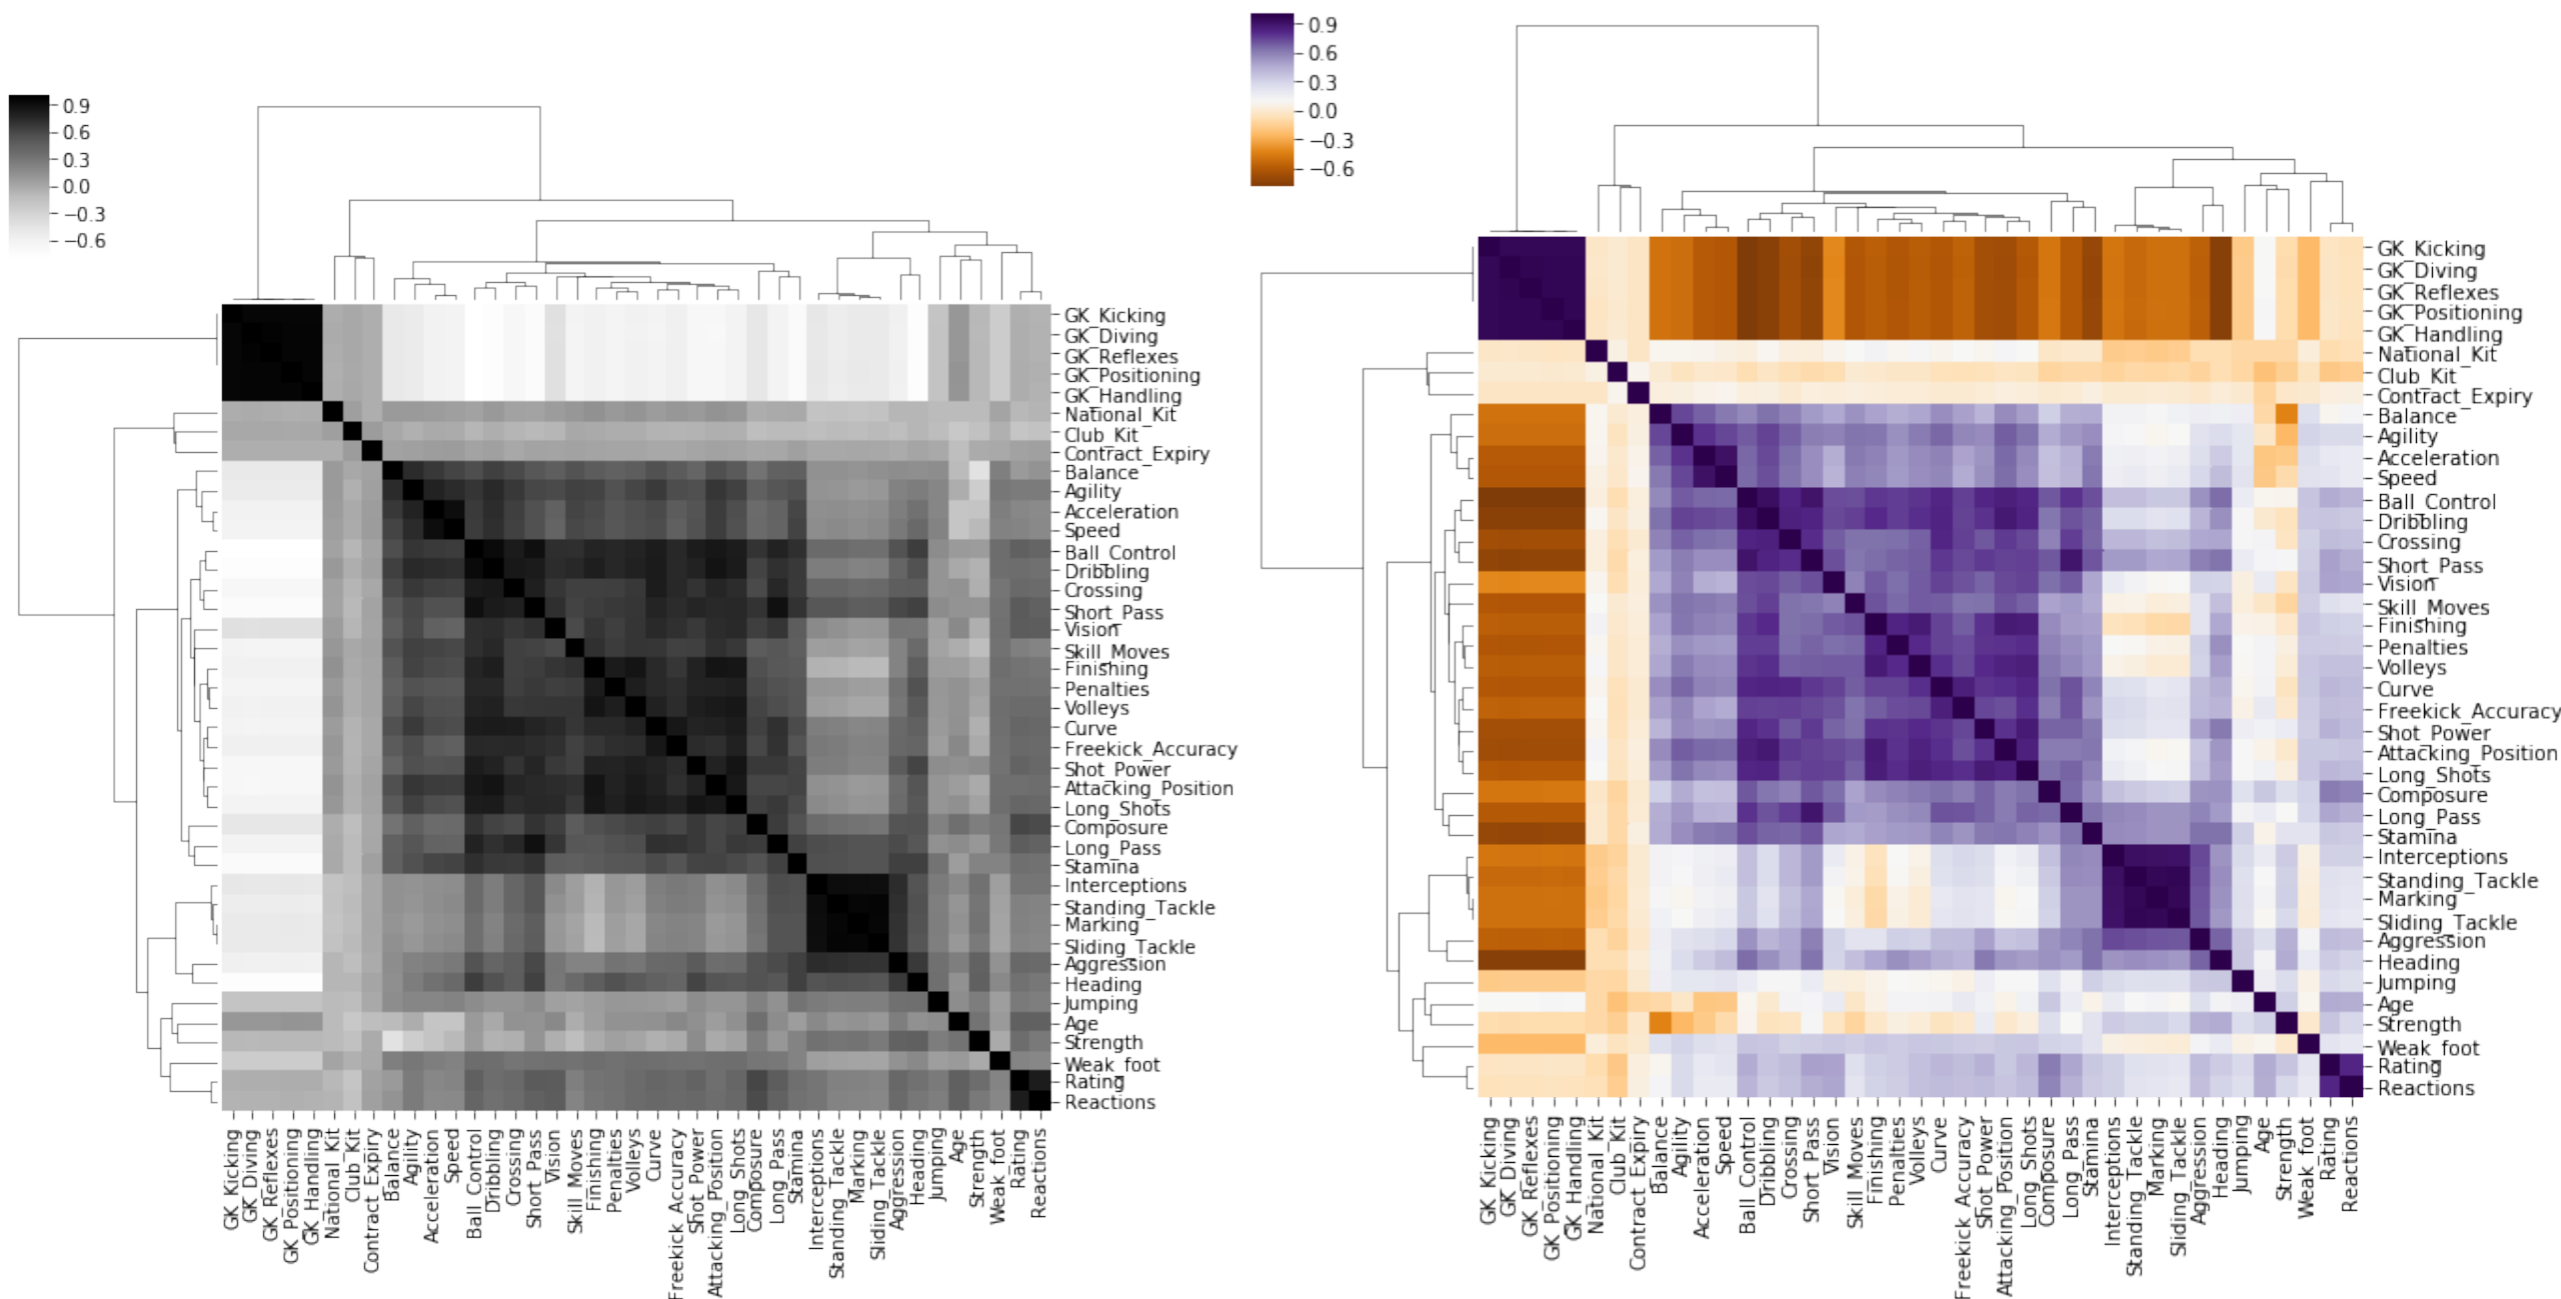 0.9
0.6
0.3
0.0
−0.3
−0.6
GK_Kicking
GK_Diving
GK_Reflexes
GK_Positioning
GK_Handling
National_Kit
Club_Kit
Contract_Expiry
Balance
Agility
Acceleration
Speed
Ball_Control
Dribbling
Crossing
Short_Pass
Vision
Skill_Moves
Finishing
Penalties
Volleys
Curve
Freekick_Accuracy
Shot_Power
Attacking_Position
Long_Shots
Composure
Long_Pass
Stamina
Interceptions
Standing_Tackle
Marking
Sliding_Tackle
Aggression
Heading
Jumping
Age
Strength
Weak_foot
Rating
Reactions
GK_Kicking
GK_Diving
GK_Reflexes
GK_Positioning
GK_Handling
National_Kit
Club_Kit
Contract_Expiry
Balance
Agility
Acceleration
Speed
Ball_Control
Dribbling
Crossing
Short_Pass
Vision
Skill_Moves
Finishing
Penalties
Volleys
Curve
Freekick_Accuracy
Shot_Power
Attacking_Position
Long_Shots
Composure
Long_Pass
Stamina
Interceptions
Standing_Tackle
Marking
Sliding_Tackle
Aggression
Heading
Jumping
Age
Strength
Weak_foot
Rating
Reactions
0.9
0.6
0.3
0.0
−0.3
−0.6
GK_Kicking
GK_Diving
GK_Reflexes
GK_Positioning
GK_Handling
National_Kit
Club_Kit
Contract_Expiry
Balance
Agility
Acceleration
Speed
Ball_Control
Dribbling
Crossing
Short_Pass
Vision
Skill_Moves
Finishing
Penalties
Volleys
Curve
Freekick_Accuracy
Shot_Power
Attacking_Position
Long_Shots
Composure
Long_Pass
Stamina
Interceptions
Standing_Tackle
Marking
Sliding_Tackle
Aggression
Heading
Jumping
Age
Strength
Weak_foot
Rating
Reactions
GK_Kicking
GK_Diving
GK_Reflexes
GK_Positioning
GK_Handling
National_Kit
Club_Kit
Contract_Expiry
Balance
Agility
Acceleration
Speed
Ball_Control
Dribbling
Crossing
Short_Pass
Vision
Skill_Moves
Finishing
Penalties
Volleys
Curve
Freekick_Accuracy
Shot_Power
Attacking_Position
Long_Shots
Composure
Long_Pass
Stamina
Interceptions
Standing_Tackle
Marking
Sliding_Tackle
Aggression
Heading
Jumping
Age
Strength
Weak_foot
Rating
Reactions